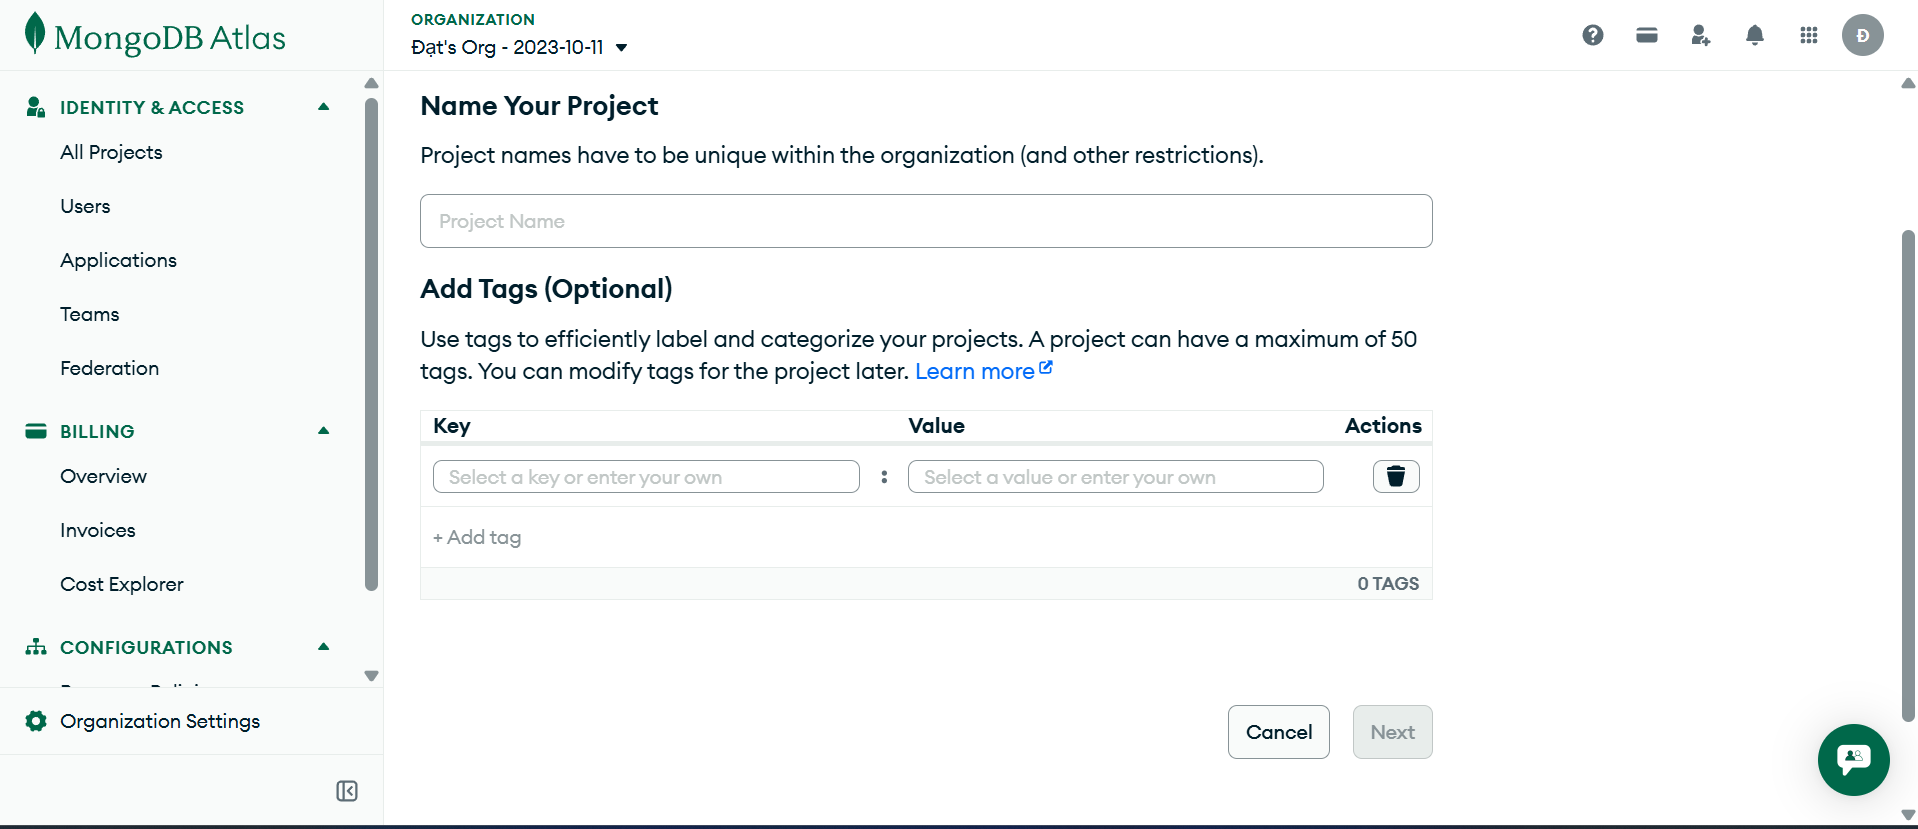 MongoDB Atlas
ORGANIZATION
Đạt's Org - 2023-10-11
Đ
IDENTITY & ACCESS
All Projects
Users
Applications
Teams
Federation
BILLING
Overview
Invoices
Cost Explorer
CONFIGURATIONS
Organization Settings
Name Your Project
Project names have to be unique within the organization (and other restrictions).
Project Name
Add Tags (Optional)
Use tags to efficiently label and categorize your projects. A project can have a maximum of 50
tags. You can modify tags for the project later. Learn more
Key Value Actions
Select a key or enter your own : Select a value or enter your own
+ Add tag
0 TAGS
Cancel Next